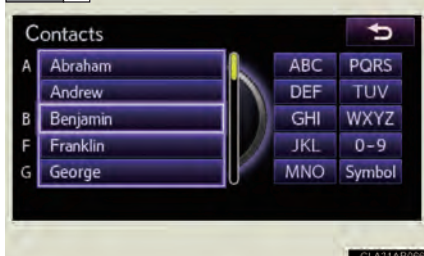 Contacts
A Abraham ABC PQRS
Andrew DEF TUV
B Benjamin GHI WXYZ
F Franklin JKL 0-9
G George MNO Symbol